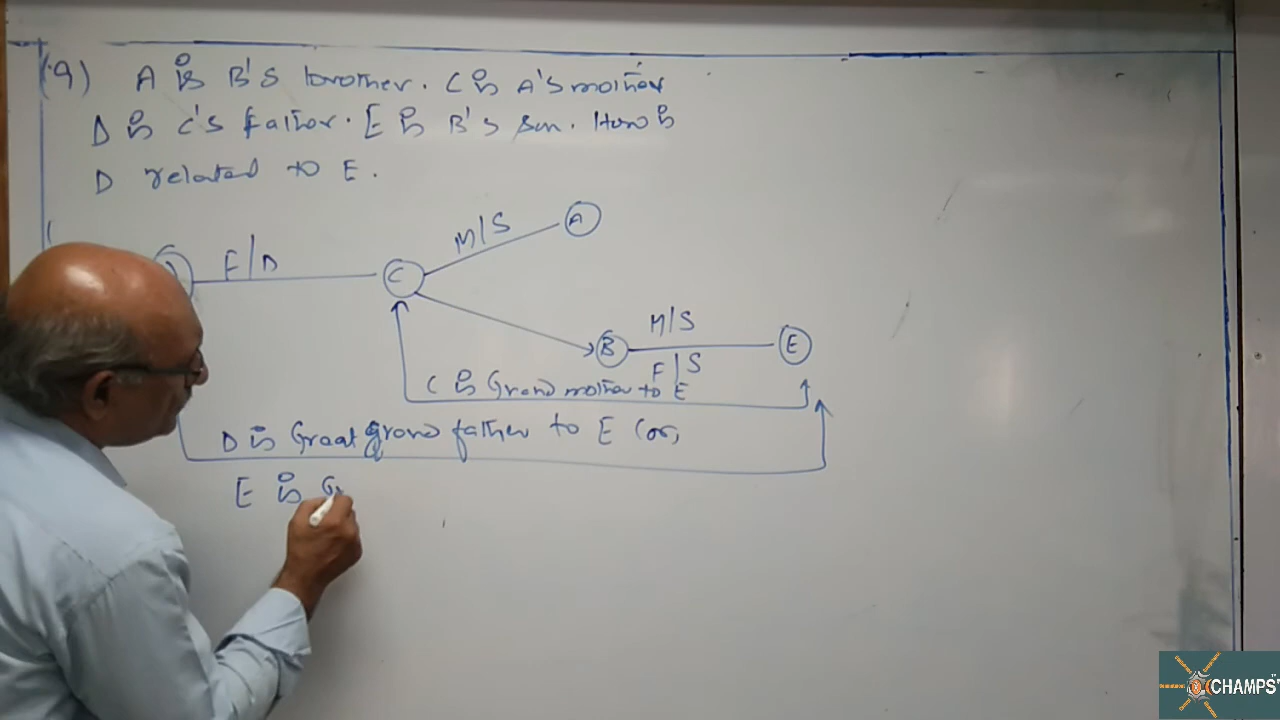 (9) A is B'S brother. C is A's mother
D is C's father. E is B's son. How is
D related to E.
M/S
A
F/D
C
M/S
B
E
F/S
C is Grand mother to E
D is Great grand father to E (or)
E is G
CHAMPS